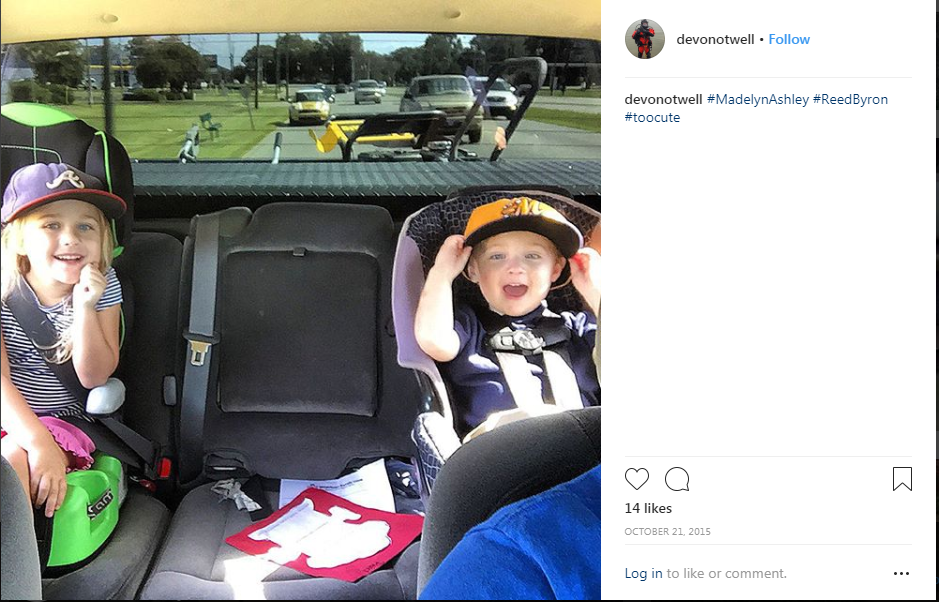 devonotwell • Follow
devonotwell #MadelynAshley #ReedByron
#toocute
14 likes
OCTOBER 21, 2015
Log in to like or comment.
A
M